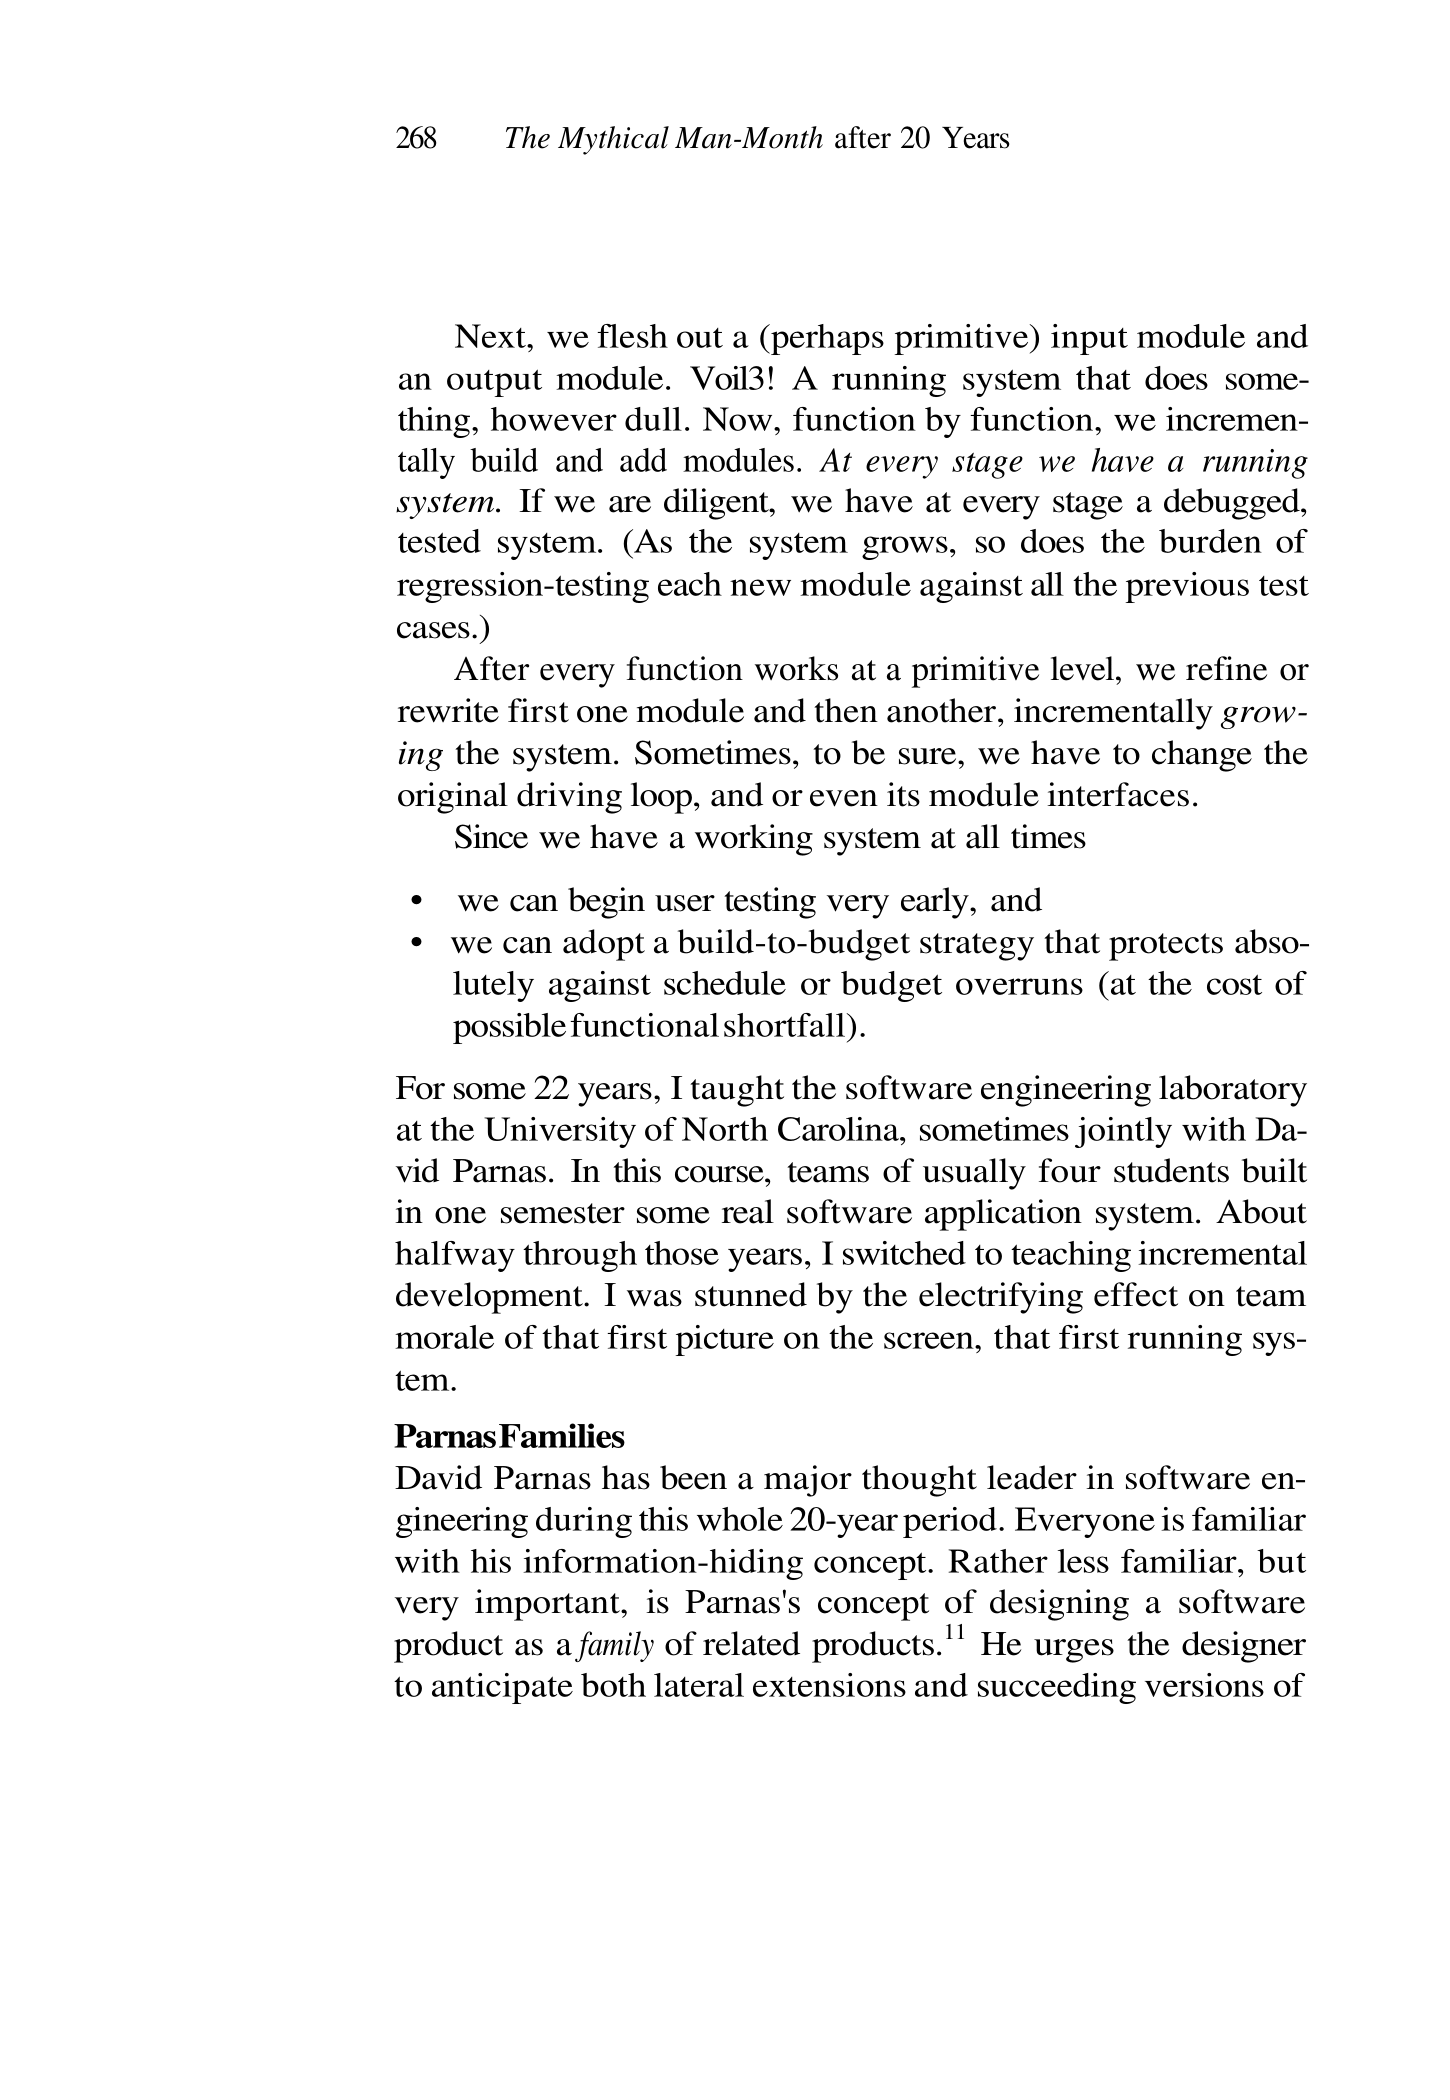 268 The Mythical Man-Month after 20 Years
Next, we flesh out a (perhaps primitive) input module and
an output module. Voil3! A running system that does some-
thing, however dull. Now, function by function, we incremen-
tally build and add modules. At every stage we have a running
system. If we are diligent, we have at every stage a debugged,
tested system. (As the system grows, so does the burden of
regression-testing each new module against all the previous test
cases.)
After every function works at a primitive level, we refine or
rewrite first one module and then another, incrementally grow-
ing the system. Sometimes, to be sure, we have to change the
original driving loop, and or even its module interfaces.
Since we have a working system at all times
• we can begin user testing very early, and
• we can adopt a build-to-budget strategy that protects abso-
lutely against schedule or budget overruns (at the cost of
possible functional shortfall).
For some 22 years, I taught the software engineering laboratory
at the University of North Carolina, sometimes jointly with Da-
vid Parnas. In this course, teams of usually four students built
in one semester some real software application system. About
halfway through those years, I switched to teaching incremental
development. I was stunned by the electrifying effect on team
morale of that first picture on the screen, that first running sys-
tem.
Parnas Families
David Parnas has been a major thought leader in software en-
gineering during this whole 20-year period. Everyone is familiar
with his information-hiding concept. Rather less familiar, but
very important, is Parnas's concept of designing a software
product as a family of related products.11 He urges the designer
to anticipate both lateral extensions and succeeding versions of